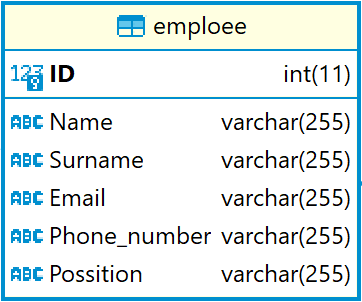 emploee
123 ID int(11)
ABC Name varchar(255)
ABC Surname varchar(255)
ABC Email varchar(255)
ABC Phone_number varchar(255)
ABC Possition varchar(255)